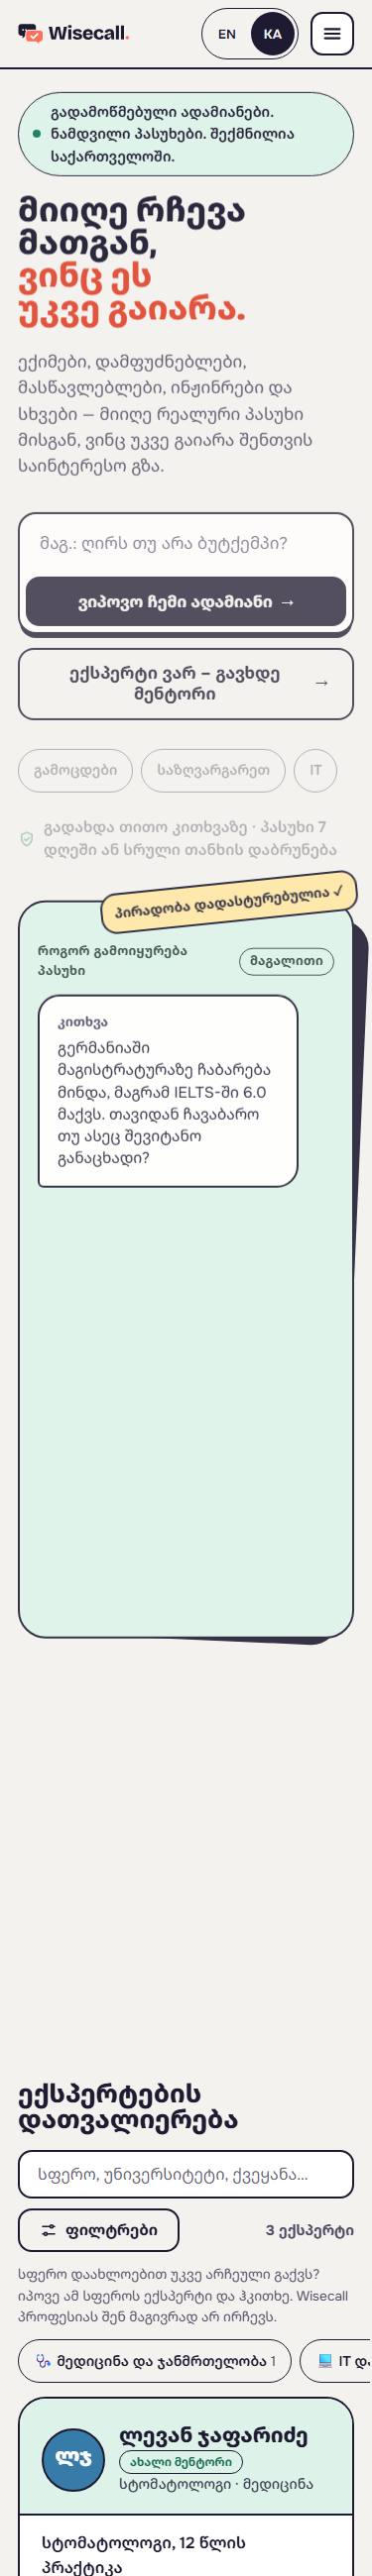 Wisecall.
EN
KA
გადამოწმებული ადამიანები.
ნამდვილი პასუხები. შექმნილია
საქართველოში.
მიიღე რჩევა
მათგან,
ვინც ეს
უკვე გაიარა.
ექიმები, დამფუძნებლები,
მასწავლებლები, ინჟინრები და
სხვები — მიიღე რეალური პასუხი
მისგან, ვინც უკვე გაიარა შენთვის
საინტერესო გზა.
მაგ.: ღირს თუ არა ბუტქემპი?
ვიპოვო ჩემი ადამიანი →
ექსპერტი ვარ – გავხდე
მენტორი →
გამოცდები
საზღვარგარეთ
IT
გადახდა თითო კითხვაზე · პასუხი 7
დღეში ან სრული თანხის დაბრუნება
პირადობა დადასტურებულია ✓
როგორ გამოიყურება
პასუხი
მაგალითი
კითხვა
გერმანიაში
მაგისტრატურაზე ჩაბარება
მინდა, მაგრამ IELTS-ში 6.0
მაქვს. თავიდან ჩავაბარო
თუ ასეც შევიტანო
განაცხადი?
ექსპერტების
დათვალიერება
სფერო, უნივერსიტეტი, ქვეყანა...
ფილტრები
3 ექსპერტი
სფერო დაახლოებით უკვე არჩეული გაქვს?
იპოვე ამ სფეროს ექსპერტი და ჰკითხე. Wisecall
პროფესიას შენ მაგივრად არ ირჩევს.
მედიცინა და ჯანმრთელობა 1
IT და
ლჯ
ლევან ჯაფარიძე
ახალი მენტორი
სტომატოლოგი · მედიცინა
სტომატოლოგი, 12 წლის
პრაქტიკა